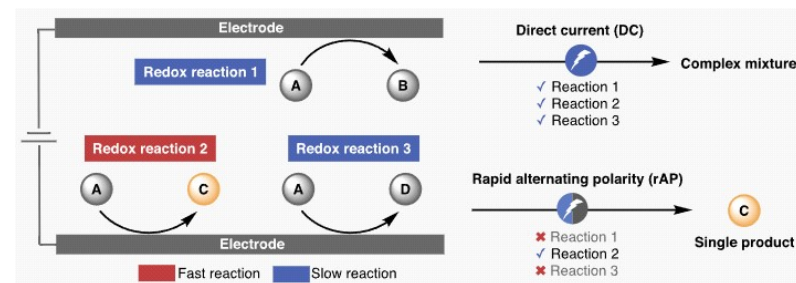 Electrode
Redox reaction 1
A
B
Redox reaction 2
Redox reaction 3
A
C
A
D
Electrode
Fast reaction
Slow reaction
Direct current (DC)
Complex mixture
✓ Reaction 1
✓ Reaction 2
✓ Reaction 3
Rapid alternating polarity (rAP)
C
Single product
✖ Reaction 1
✓ Reaction 2
✖ Reaction 3